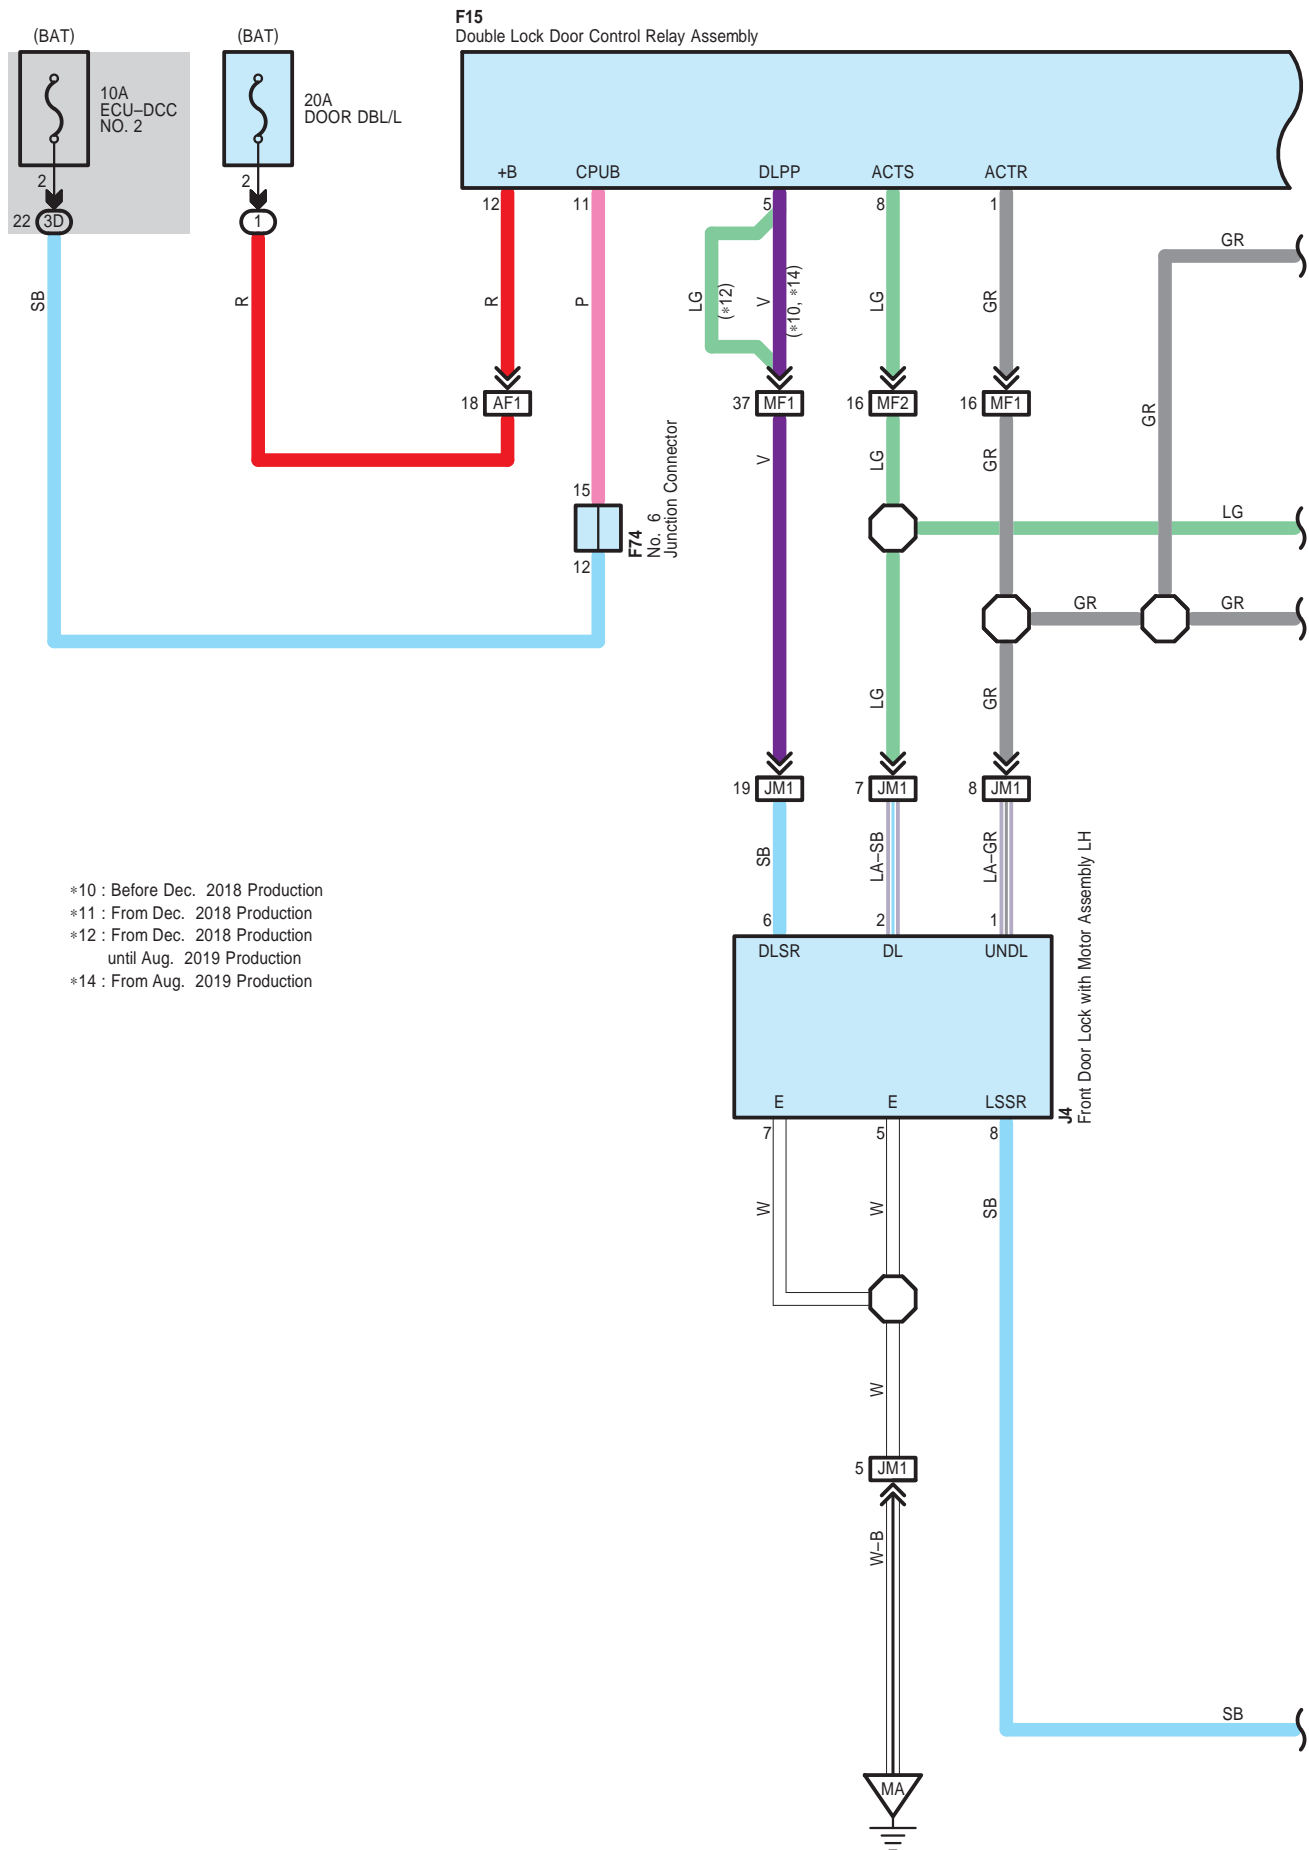 F15
Double Lock Door Control Relay Assembly
(BAT)
(BAT)
10A
ECU–DCC
NO. 2
20A
DOOR DBL/L
2
2
22
3D
1
+B
CPUB
DLPP
ACTS
ACTR
12
11
5
8
1
GR
SB
R
R
P
LG
(∗12)
V
(∗10, ∗14)
LG
GR
18
AF1
37
MF1
16
MF2
16
MF1
GR
V
LG
GR
15
12
F74
No. 6
Junction Connector
LG
GR
GR
LG
GR
19
JM1
7
JM1
8
JM1
SB
LA–SB
LA–GR
∗10 : Before Dec. 2018 Production
∗11 : From Dec. 2018 Production
∗12 : From Dec. 2018 Production
until Aug. 2019 Production
∗14 : From Aug. 2019 Production
6
2
1
DLSR
DL
UNDL
E
E
LSSR
J4
Front Door Lock with Motor Assembly LH
7
5
8
W
W
SB
W
5
JM1
W–B
SB
MA